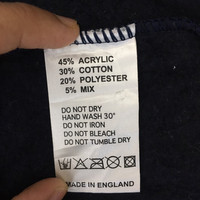 45% ACRYLIC
30% COTTON
20% POLYESTER
5% MIX
DO NOT DRY
HAND WASH 30°
DO NOT IRON
DO NOT BLEACH
DO NOT TUMBLE DRY
MADE IN ENGLAND